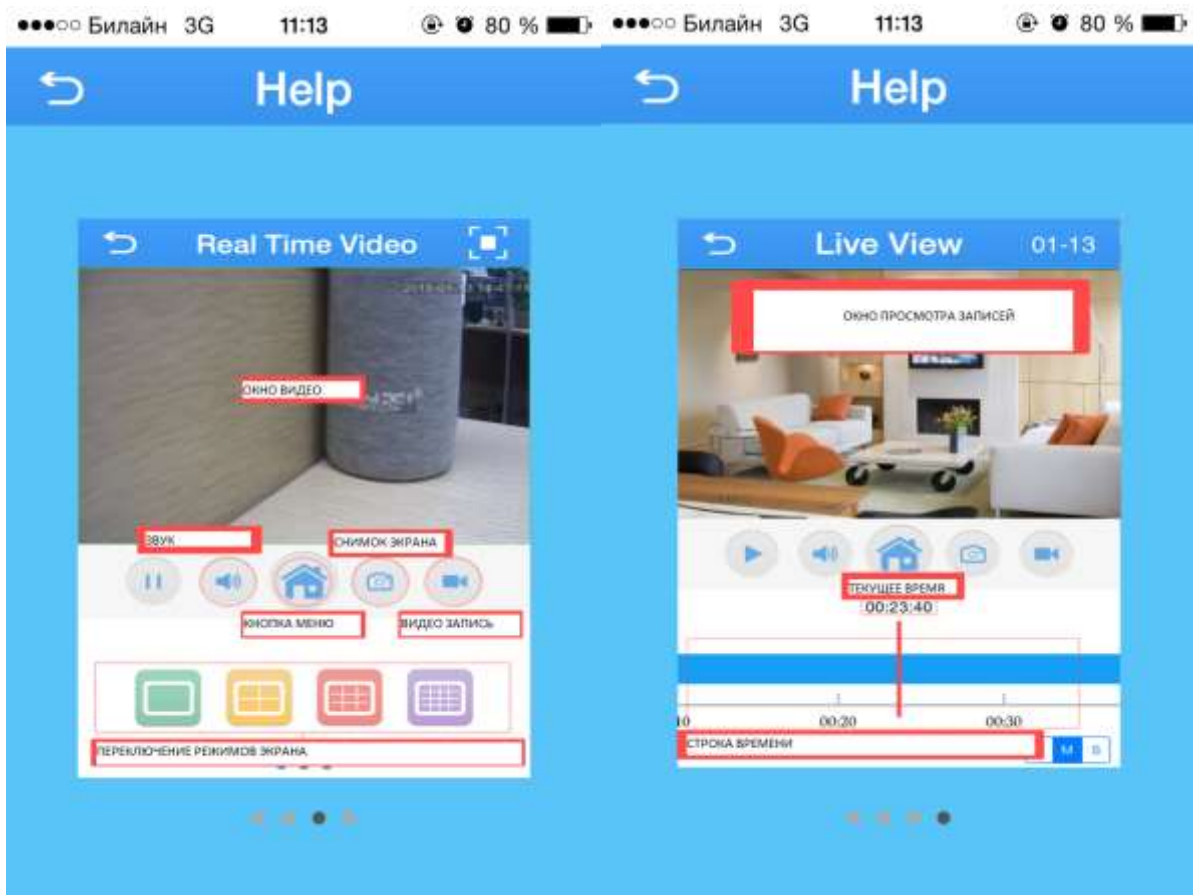 ●●●○○ Билайн 3G 11:13 80 %
Help
Real Time Video
ОКНО ВИДЕО
ЗВУК
СНИМОК ЭКРАНА
КНОПКА МЕНЮ
ВИДЕО ЗАПИСЬ
ПЕРЕКЛЮЧЕНИЕ РЕЖИМОВ ЭКРАНА
●●●○○ Билайн 3G 11:13 80 %
Help
Live View 01-13
ОКНО ПРОСМОТРА ЗАПИСЕЙ
ТЕКУЩЕЕ ВРЕМЯ
00:23:40
00:20 00:30
СТРОКА ВРЕМЕНИ
M